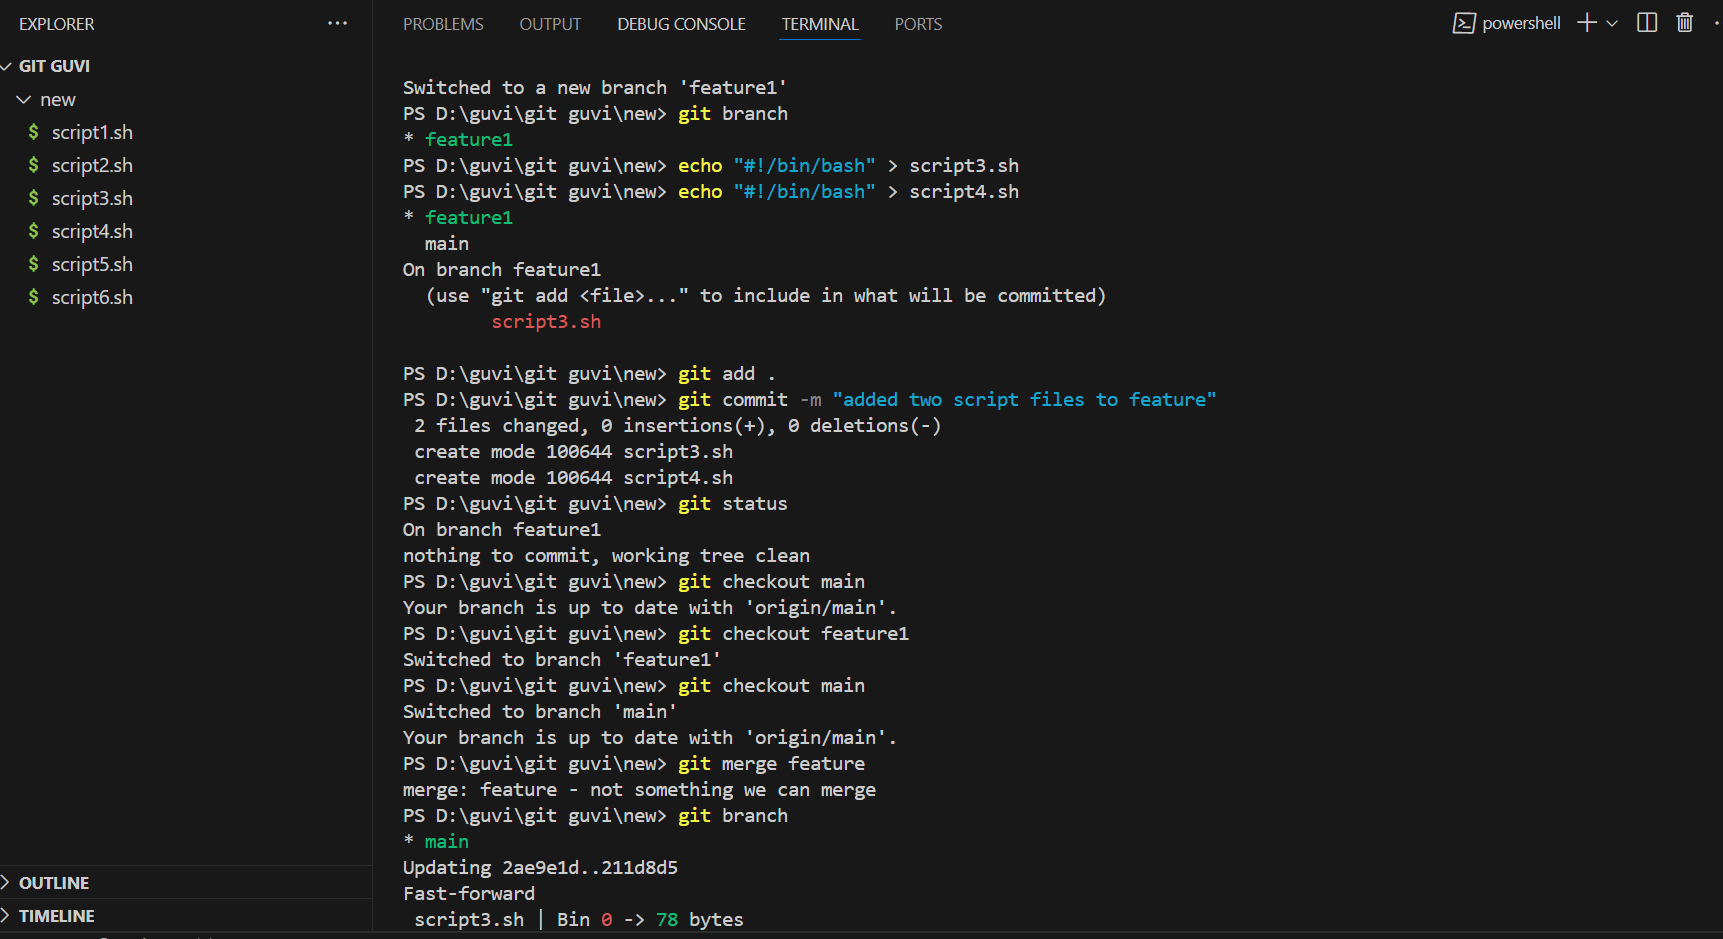 EXPLORER
PROBLEMS OUTPUT DEBUG CONSOLE TERMINAL PORTS
powershell
GIT GUVI
new
$ script1.sh
$ script2.sh
$ script3.sh
$ script4.sh
$ script5.sh
$ script6.sh
OUTLINE
TIMELINE
Switched to a new branch 'feature1'
PS D:\guvi\git guvi\new> git branch
* feature1
PS D:\guvi\git guvi\new> echo "#!/bin/bash" > script3.sh
PS D:\guvi\git guvi\new> echo "#!/bin/bash" > script4.sh
* feature1
  main
On branch feature1
  (use "git add <file>..." to include in what will be committed)
        script3.sh
PS D:\guvi\git guvi\new> git add .
PS D:\guvi\git guvi\new> git commit -m "added two script files to feature"
 2 files changed, 0 insertions(+), 0 deletions(-)
 create mode 100644 script3.sh
 create mode 100644 script4.sh
PS D:\guvi\git guvi\new> git status
On branch feature1
nothing to commit, working tree clean
PS D:\guvi\git guvi\new> git checkout main
Your branch is up to date with 'origin/main'.
PS D:\guvi\git guvi\new> git checkout feature1
Switched to branch 'feature1'
PS D:\guvi\git guvi\new> git checkout main
Switched to branch 'main'
Your branch is up to date with 'origin/main'.
PS D:\guvi\git guvi\new> git merge feature
merge: feature - not something we can merge
PS D:\guvi\git guvi\new> git branch
* main
Updating 2ae9e1d..211d8d5
Fast-forward
 script3.sh | Bin 0 -> 78 bytes